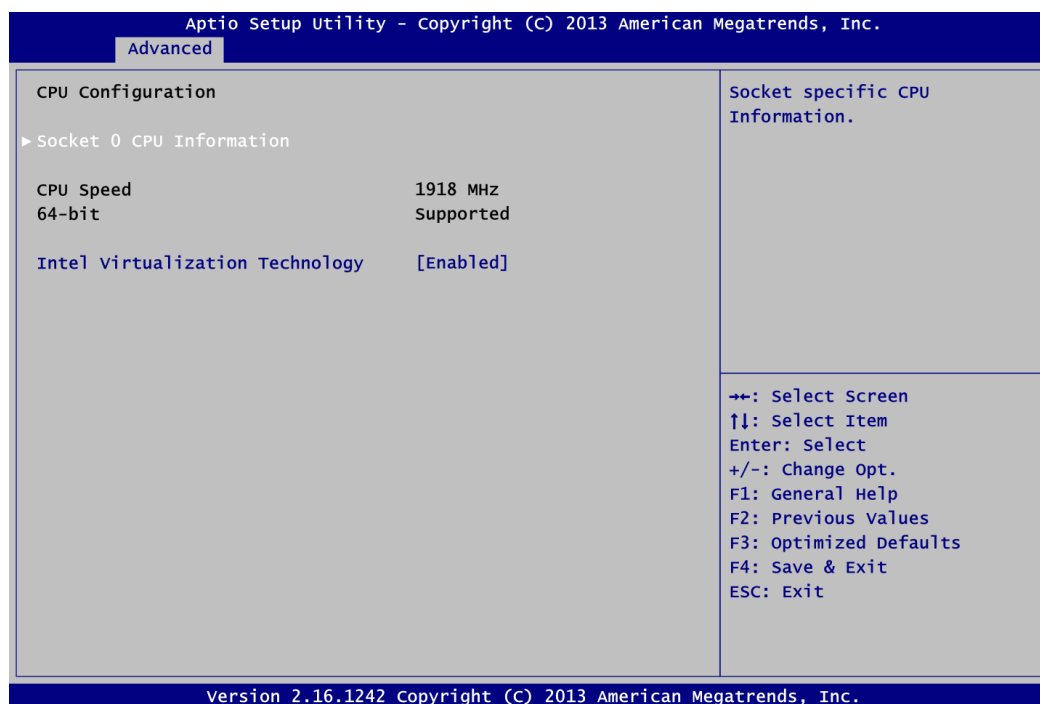 Aptio Setup Utility - Copyright (C) 2013 American Megatrends, Inc.
Advanced
CPU Configuration
▶ Socket 0 CPU Information
CPU Speed 1918 MHz
64-bit Supported
Intel Virtualization Technology [Enabled]
Socket specific CPU
Information.
→←: Select Screen
↑↓: Select Item
Enter: Select
+/-: Change Opt.
F1: General Help
F2: Previous Values
F3: Optimized Defaults
F4: Save & Exit
ESC: Exit
Version 2.16.1242 Copyright (C) 2013 American Megatrends, Inc.